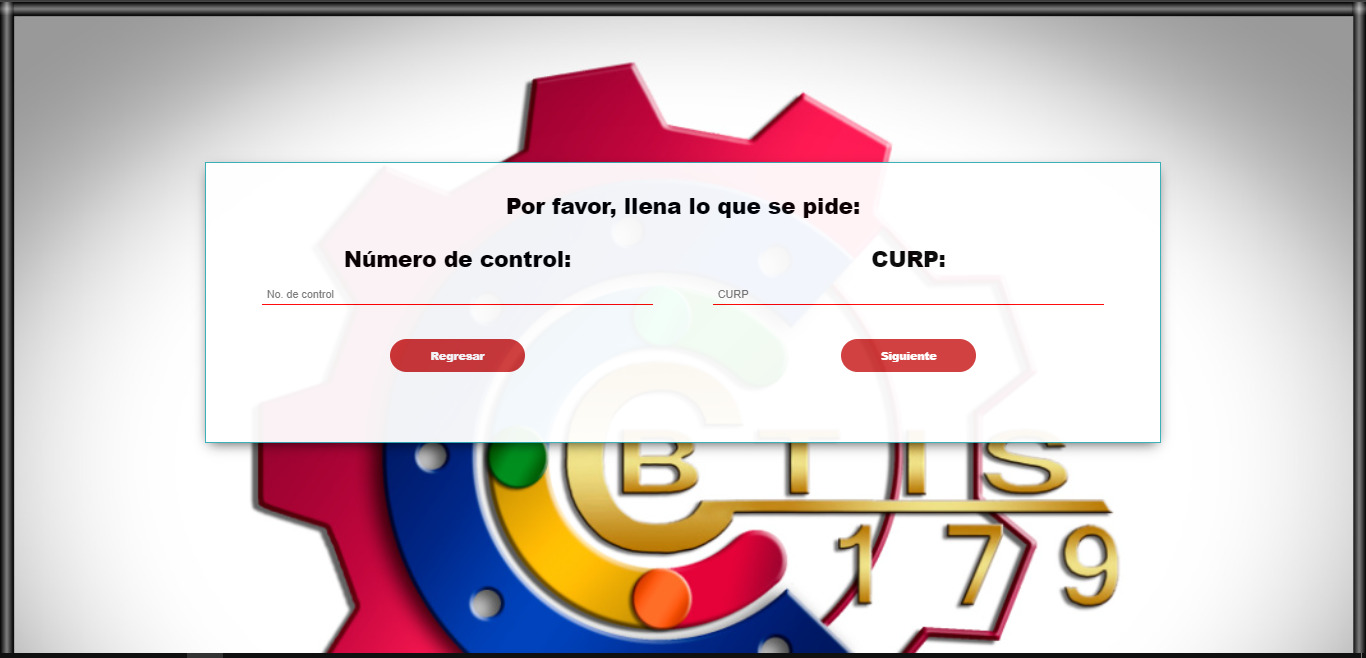 Por favor, llena lo que se pide:
Número de control:
CURP:
No. de control
CURP
Regresar
Siguiente
CBTIS
179